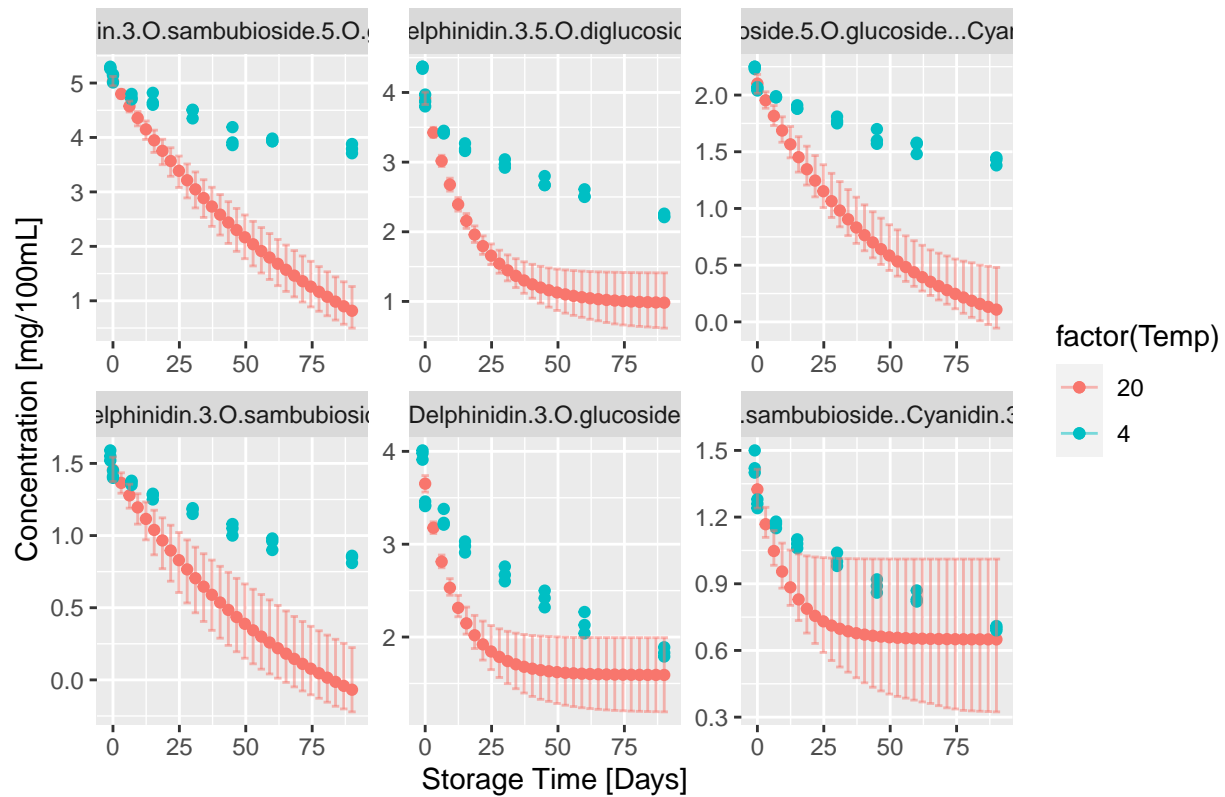 in.3.O.sambubioside.5.O.g
elphinidin.3.5.O.diglucosid
oside.5.O.glucoside...Cyan
5
4
3
2
1
0 25 50 75
4
3
2
1
0 25 50 75
2.0
1.5
1.0
0.5
0.0
0 25 50 75
elphinidin.3.O.sambubiosid
Delphinidin.3.O.glucoside
.sambubioside..Cyanidin.3
1.5
1.0
0.5
0.0
0 25 50 75
4
3
2
0 25 50 75
1.5
1.2
0.9
0.6
0.3
0 25 50 75
Concentration [mg/100mL]
Storage Time [Days]
factor(Temp)
20
4